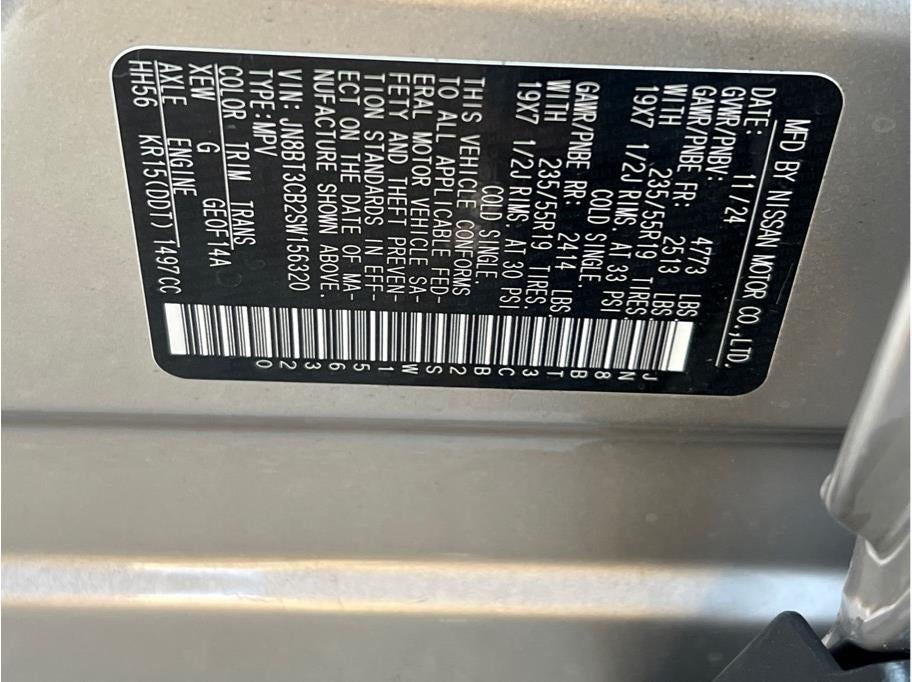 MFD BY NISSAN MOTOR CO.,LTD.
DATE: 11/24
GVWR/PNBV: 4773 LBS
GAWR/PNBE FR: 2513 LBS
WITH 235/55R19 TIRES.
19X7 1/2J RIMS. AT 33 PSI
COLD SINGLE.
GAWR/PNBE RR: 2414 LBS.
WITH 235/55R19 TIRES.
19X7 1/2J RIMS. AT 30 PSI
COLD SINGLE.
THIS VEHICLE CONFORMS
TO ALL APPLICABLE FED-
ERAL MOTOR VEHICLE SA-
FETY AND THEFT PREVEN-
TION STANDARDS IN EFF-
ECT ON THE DATE OF MA-
NUFACTURE SHOWN ABOVE.
VIN: JN8BT3CB2SW156320
TYPE:MPV
COLOR TRIM TRANS
XEW G GE0F14A
AXLE ENGINE
HH56 KR15(DDT) 1497CC
JN8BT3CB2SW156320